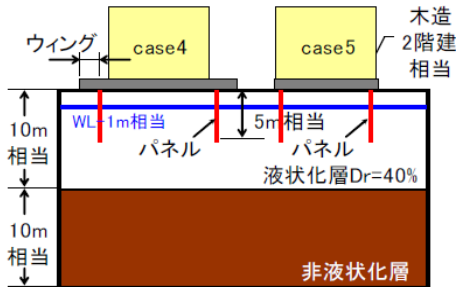 ウィング
case4
case5
木造
2階建
相当
10m
相当
WL-1m相当
5m相当
パネル
パネル
液状化層Dr=40%
10m
相当
非液状化層